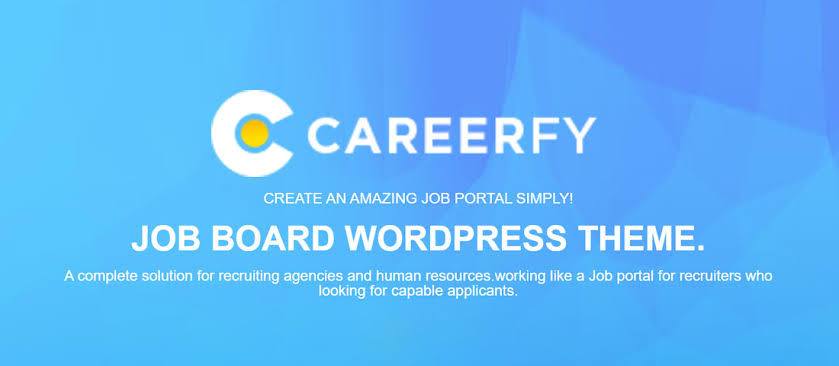 CAREERFY
CREATE AN AMAZING JOB PORTAL SIMPLY!
JOB BOARD WORDPRESS THEME.
A complete solution for recruiting agencies and human resources.working like a Job portal for recruiters who
looking for capable applicants.